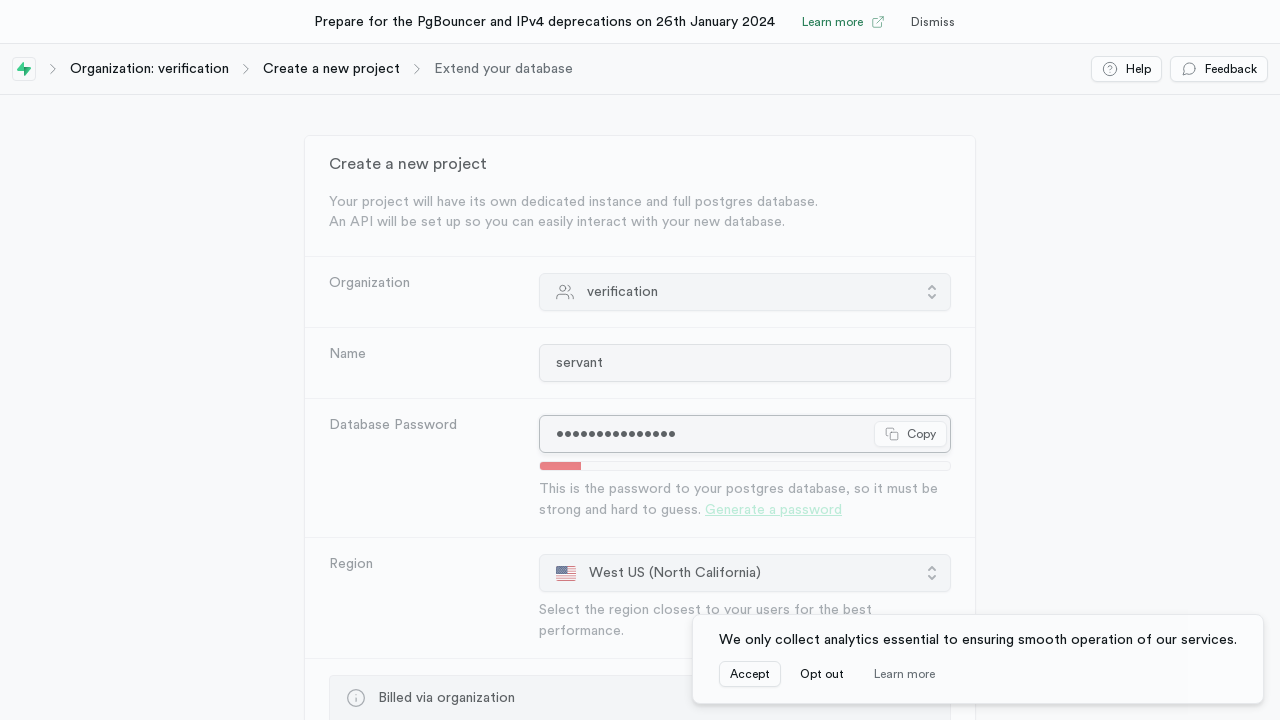 Prepare for the PgBouncer and IPv4 deprecations on 26th January 2024 Learn more Dismiss
Organization: verification Create a new project Extend your database Help Feedback
Create a new project
Your project will have its own dedicated instance and full postgres database.
An API will be set up so you can easily interact with your new database.
Organization verification
Name servant
Database Password ••••••••••••••• Copy
This is the password to your postgres database, so it must be
strong and hard to guess. Generate a password
Region West US (North California)
Select the region closest to your users for the best
performance.
We only collect analytics essential to ensuring smooth operation of our services.
Accept Opt out Learn more
Billed via organization